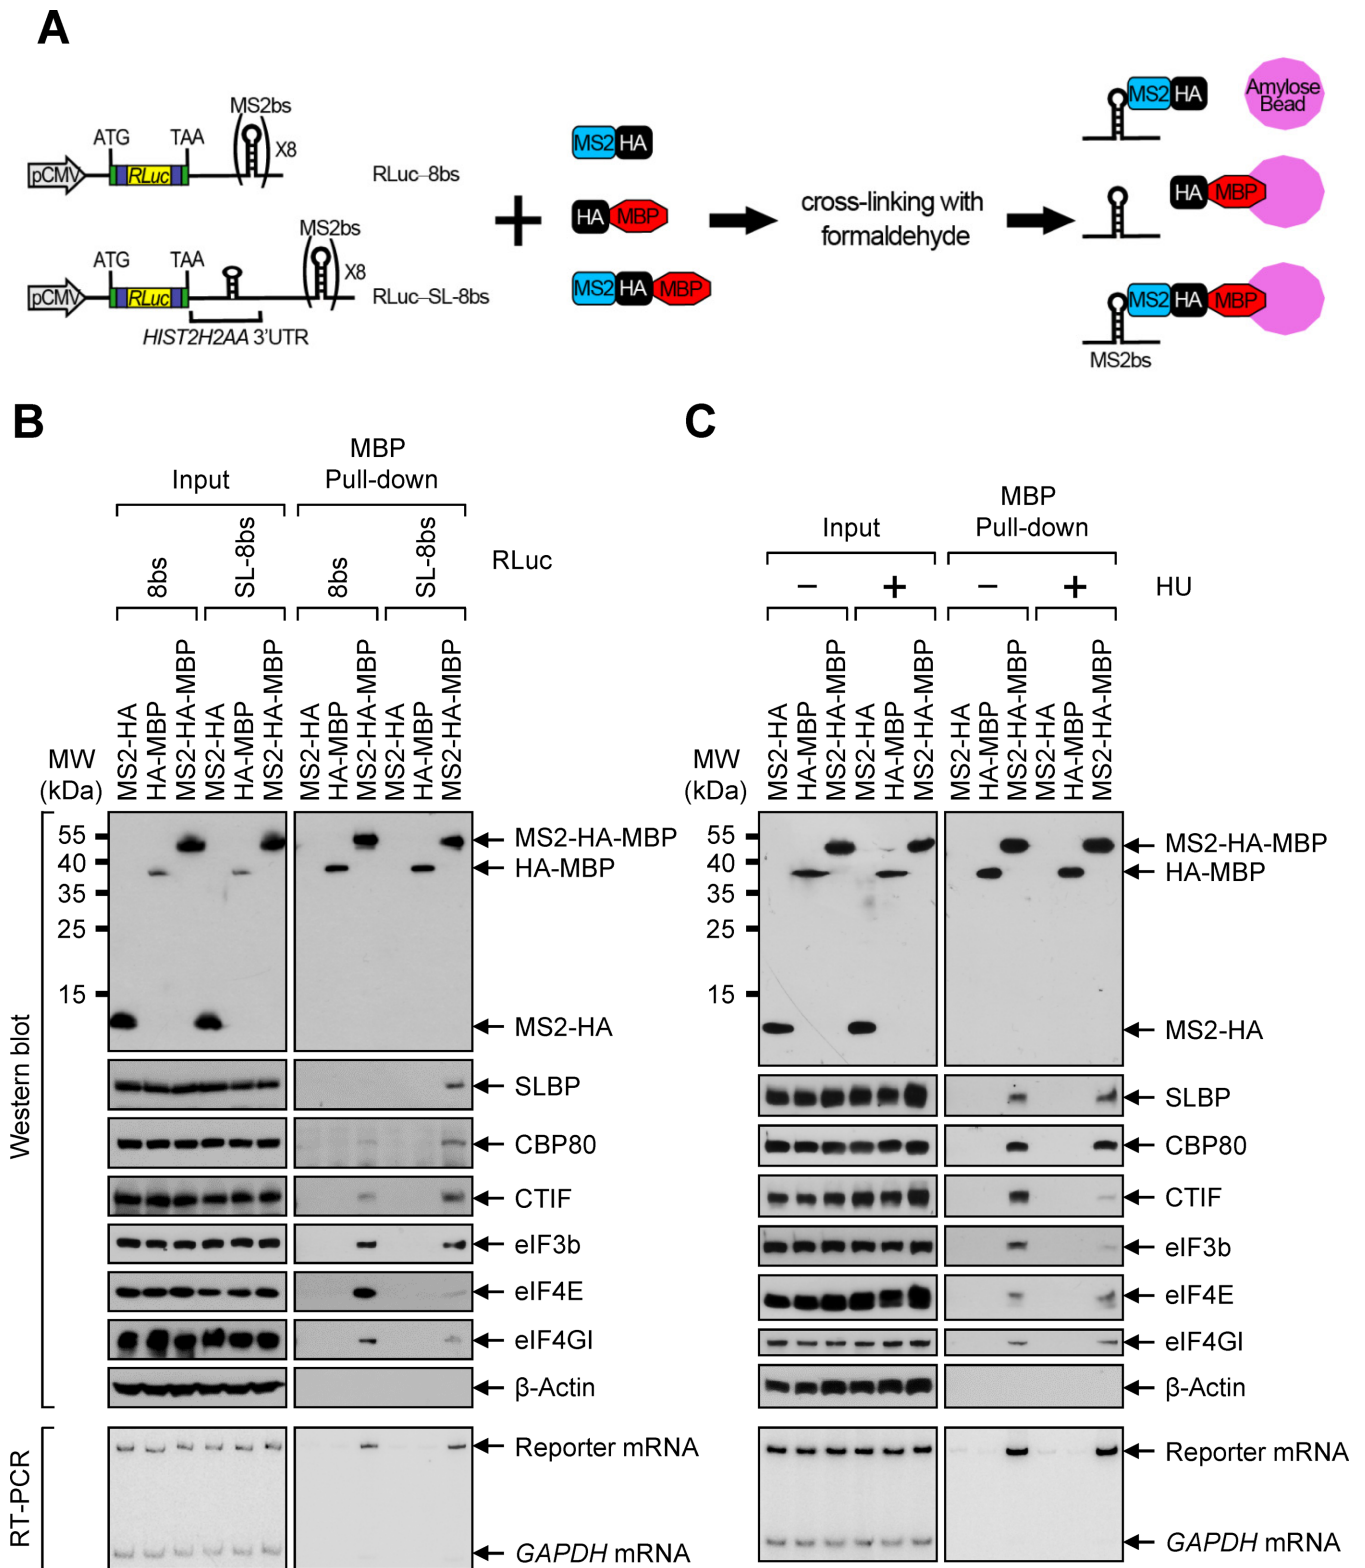 A
MS2bs
ATG TAA X8
pCMV RLuc RLuc–8bs
MS2bs
ATG TAA X8
pCMV RLuc RLuc–SL-8bs
HIST2H2AA 3'UTR
+
MS2 HA
HA MBP
MS2 HA MBP
cross-linking with
formaldehyde
MS2 HA Amylose
Bead
HA MBP
MS2 HA MBP
MS2bs
B
Input
MBP
Pull-down
8bs SL-8bs 8bs SL-8bs RLuc
MS2-HA HA-MBP MS2-HA-MBP MS2-HA HA-MBP MS2-HA-MBP MS2-HA HA-MBP MS2-HA-MBP MS2-HA HA-MBP MS2-HA-MBP
MW
(kDa)
55
40
35
25
15
MS2-HA-MBP
HA-MBP
MS2-HA
SLBP
CBP80
CTIF
eIF3b
eIF4E
eIF4GI
β-Actin
Western blot
Reporter mRNA
GAPDH mRNA
RT-PCR
C
Input
MBP
Pull-down
− + − + HU
MS2-HA HA-MBP MS2-HA-MBP MS2-HA HA-MBP MS2-HA-MBP MS2-HA HA-MBP MS2-HA-MBP MS2-HA HA-MBP MS2-HA-MBP
MW
(kDa)
55
40
35
25
15
MS2-HA-MBP
HA-MBP
MS2-HA
SLBP
CBP80
CTIF
eIF3b
eIF4E
eIF4GI
β-Actin
Reporter mRNA
GAPDH mRNA